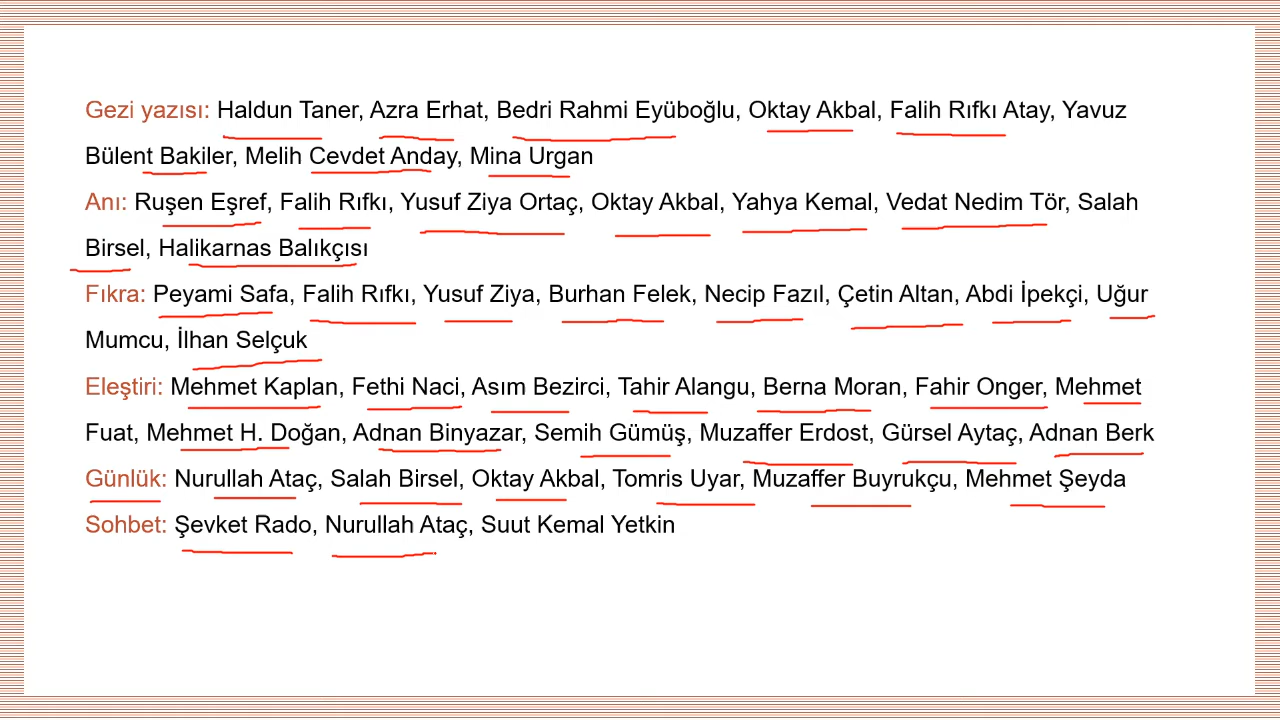 Gezi yazısı: Haldun Taner, Azra Erhat, Bedri Rahmi Eyüboğlu, Oktay Akbal, Falih Rıfkı Atay, Yavuz
Bülent Bakiler, Melih Cevdet Anday, Mina Urgan
Anı: Ruşen Eşref, Falih Rıfkı, Yusuf Ziya Ortaç, Oktay Akbal, Yahya Kemal, Vedat Nedim Tör, Salah
Birsel, Halikarnas Balıkçısı
Fıkra: Peyami Safa, Falih Rıfkı, Yusuf Ziya, Burhan Felek, Necip Fazıl, Çetin Altan, Abdi İpekçi, Uğur
Mumcu, İlhan Selçuk
Eleştiri: Mehmet Kaplan, Fethi Naci, Asım Bezirci, Tahir Alangu, Berna Moran, Fahir Onger, Mehmet
Fuat, Mehmet H. Doğan, Adnan Binyazar, Semih Gümüş, Muzaffer Erdost, Gürsel Aytaç, Adnan Berk
Günlük: Nurullah Ataç, Salah Birsel, Oktay Akbal, Tomris Uyar, Muzaffer Buyrukçu, Mehmet Şeyda
Sohbet: Şevket Rado, Nurullah Ataç, Suut Kemal Yetkin